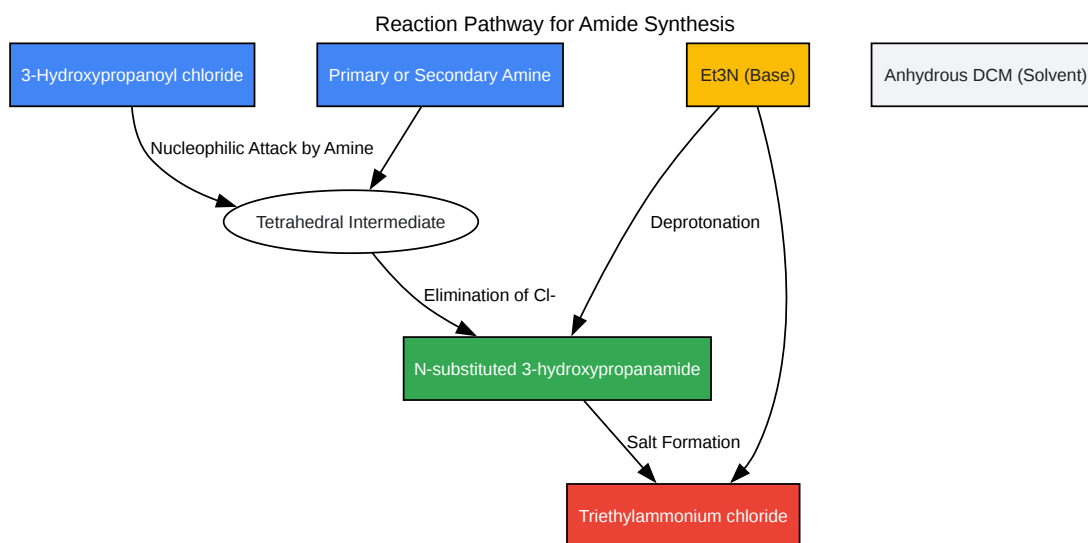 Reaction Pathway for Amide Synthesis
3-Hydroxypropanoyl chloride
Primary or Secondary Amine
Et3N (Base)
Anhydrous DCM (Solvent)
Nucleophilic Attack by Amine
Tetrahedral Intermediate
Deprotonation
Elimination of Cl-
N-substituted 3-hydroxypropanamide
Salt Formation
Triethylammonium chloride